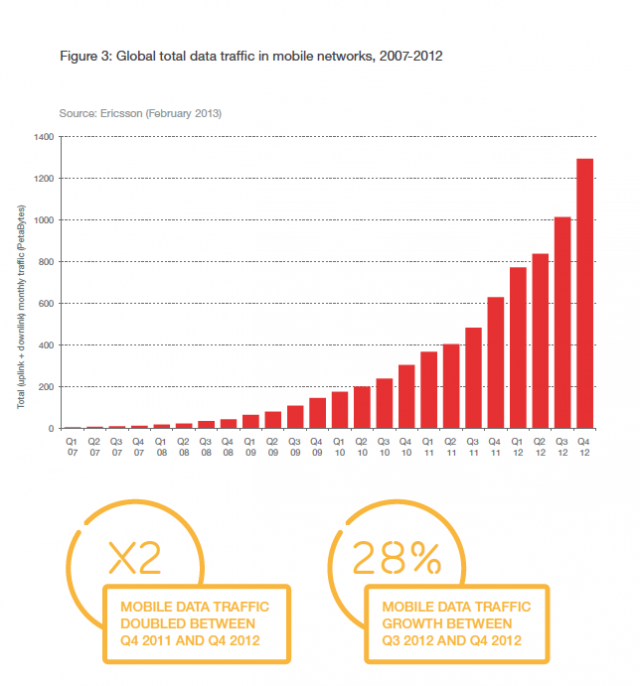 Figure 3: Global total data traffic in mobile networks, 2007-2012
Source: Ericsson (February 2013)
Total (uplink + downlink) monthly traffic (PetaBytes)
1400
1200
1000
800
600
400
200
0
Q1 Q2 Q3 Q4 Q1 Q2 Q3 Q4 Q1 Q2 Q3 Q4 Q1 Q2 Q3 Q4 Q1 Q2 Q3 Q4 Q1 Q2 Q3 Q4
07 07 07 07 08 08 08 08 09 09 09 09 10 10 10 10 11 11 11 11 12 12 12 12
X2
MOBILE DATA TRAFFIC
DOUBLED BETWEEN
Q4 2011 AND Q4 2012
28%
MOBILE DATA TRAFFIC
GROWTH BETWEEN
Q3 2012 AND Q4 2012